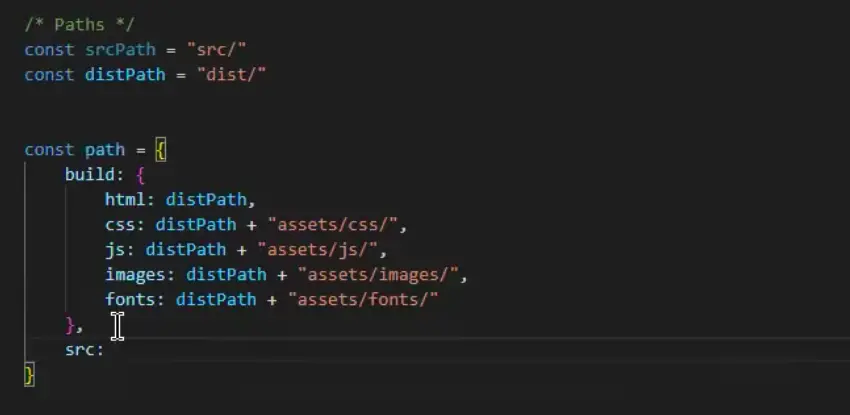 /* Paths */
const srcPath = "src/"
const distPath = "dist/"
const path = {
build: {
html: distPath,
css: distPath + "assets/css/",
js: distPath + "assets/js/",
images: distPath + "assets/images/",
fonts: distPath + "assets/fonts/"
},
src:
}